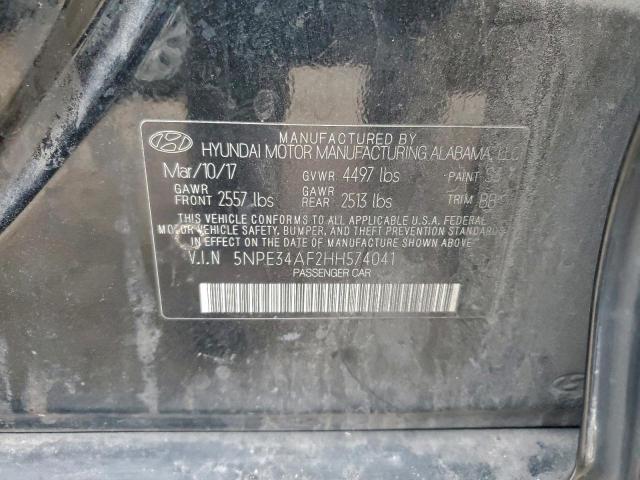 MANUFACTURED BY
HYUNDAI MOTOR MANUFACTURING ALABAMA, LLC
Mar/10/17 GVWR 4497 lbs PAINT
GAWR FRONT 2557 lbs GAWR REAR 2513 lbs TRIM
THIS VEHICLE CONFORMS TO ALL APPLICABLE U.S.A. FEDERAL
MOTOR VEHICLE SAFETY, BUMPER, AND THEFT PREVENTION STANDARDS
IN EFFECT ON THE DATE OF MANUFACTURE SHOWN ABOVE.
V.I.N 5NPE34AF2HH574041
PASSENGER CAR